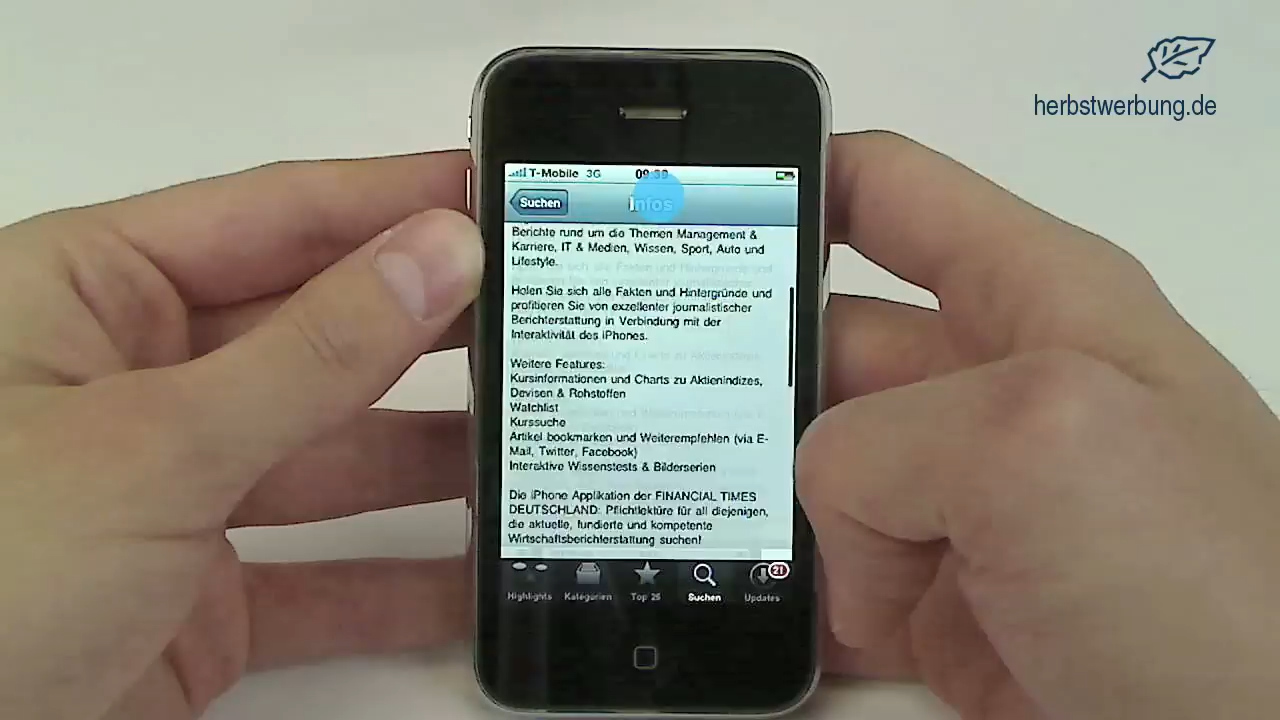 herbstwerbung.de
T-Mobile 3G 09:39
Suchen
Infos
Berichte rund um die Themen Management &
Karriere, IT & Medien, Wissen, Sport, Auto und
Lifestyle.
Holen Sie sich alle Fakten und Hintergründe und
profitieren Sie von exzellenter journalistischer
Berichterstattung in Verbindung mit der
Interaktivität des iPhones.
Weitere Features:
Kursinformationen und Charts zu Aktienindizes,
Devisen & Rohstoffen
Watchlist
Kurssuche
Artikel bookmarken und Weiterempfehlen (via E-
Mail, Twitter, Facebook)
Interaktive Wissenstests & Bilderserien
Die iPhone Applikation der FINANCIAL TIMES
DEUTSCHLAND: Pflichtlektüre für all diejenigen,
die aktuelle, fundierte und kompetente
Wirtschaftsberichterstattung suchen!
21
Highlights Kategorien Top 25 Suchen Updates